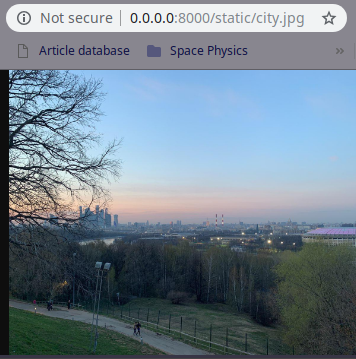 Not secure | 0.0.0.0:8000/static/city.jpg
Article database Space Physics »